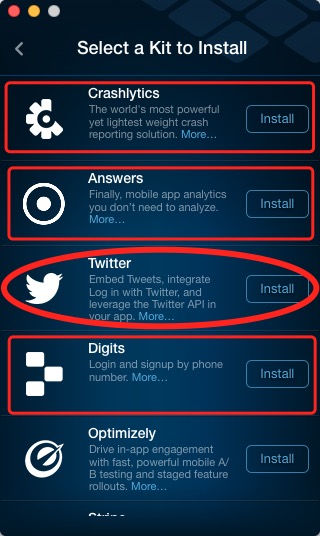 Select a Kit to Install
Crashlytics
The world's most powerful
yet lightest weight crash
reporting solution. More...
Install
Answers
Finally, mobile app analytics
you don't need to analyze.
More...
Install
Twitter
Embed Tweets, integrate
Log in with Twitter, and
leverage the Twitter API in
your app. More...
Install
Digits
Login and signup by phone
number. More...
Install
Optimizely
Drive in-app engagement
with fast, powerful mobile A/
B testing and staged feature
rollouts. More...
Install